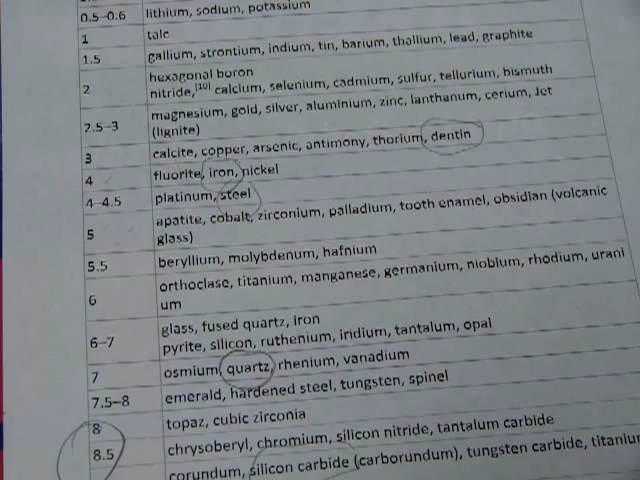 0.5–0.6 lithium, sodium, potassium
1 talc
1.5 gallium, strontium, indium, tin, barium, thallium, lead, graphite
2 hexagonal boron
nitride,[10] calcium, selenium, cadmium, sulfur, tellurium, bismuth
2.5–3 magnesium, gold, silver, aluminium, zinc, lanthanum, cerium, Jet
(lignite)
3 calcite, copper, arsenic, antimony, thorium, dentin
4 fluorite, iron, nickel
4–4.5 platinum, steel
5 apatite, cobalt, zirconium, palladium, tooth enamel, obsidian (volcanic
glass)
5.5 beryllium, molybdenum, hafnium
6 orthoclase, titanium, manganese, germanium, niobium, rhodium, urani
um
6–7 glass, fused quartz, iron
pyrite, silicon, ruthenium, iridium, tantalum, opal
7 osmium, quartz, rhenium, vanadium
7.5–8 emerald, hardened steel, tungsten, spinel
8 topaz, cubic zirconia
8.5 chrysoberyl, chromium, silicon nitride, tantalum carbide
corundum, silicon carbide (carborundum), tungsten carbide, titaniu